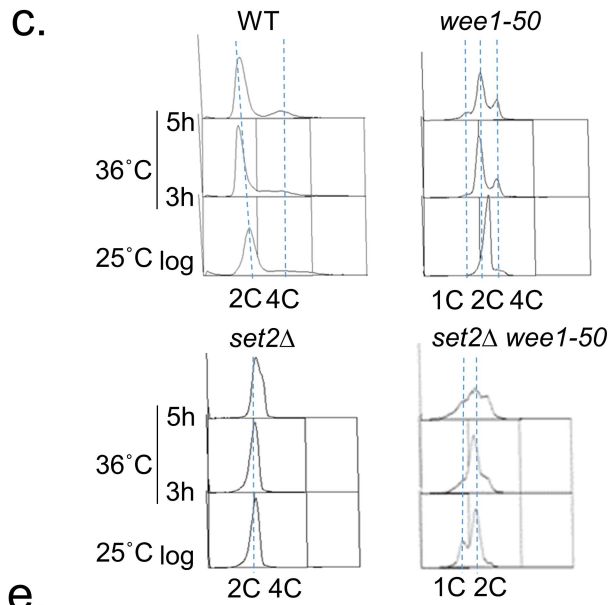 c.
WT wee1-50
5h
36°C
3h
25°C log
2C 4C 1C 2C 4C
set2Δ set2Δ wee1-50
5h
36°C
3h
25°C log
2C 4C 1C 2C
e